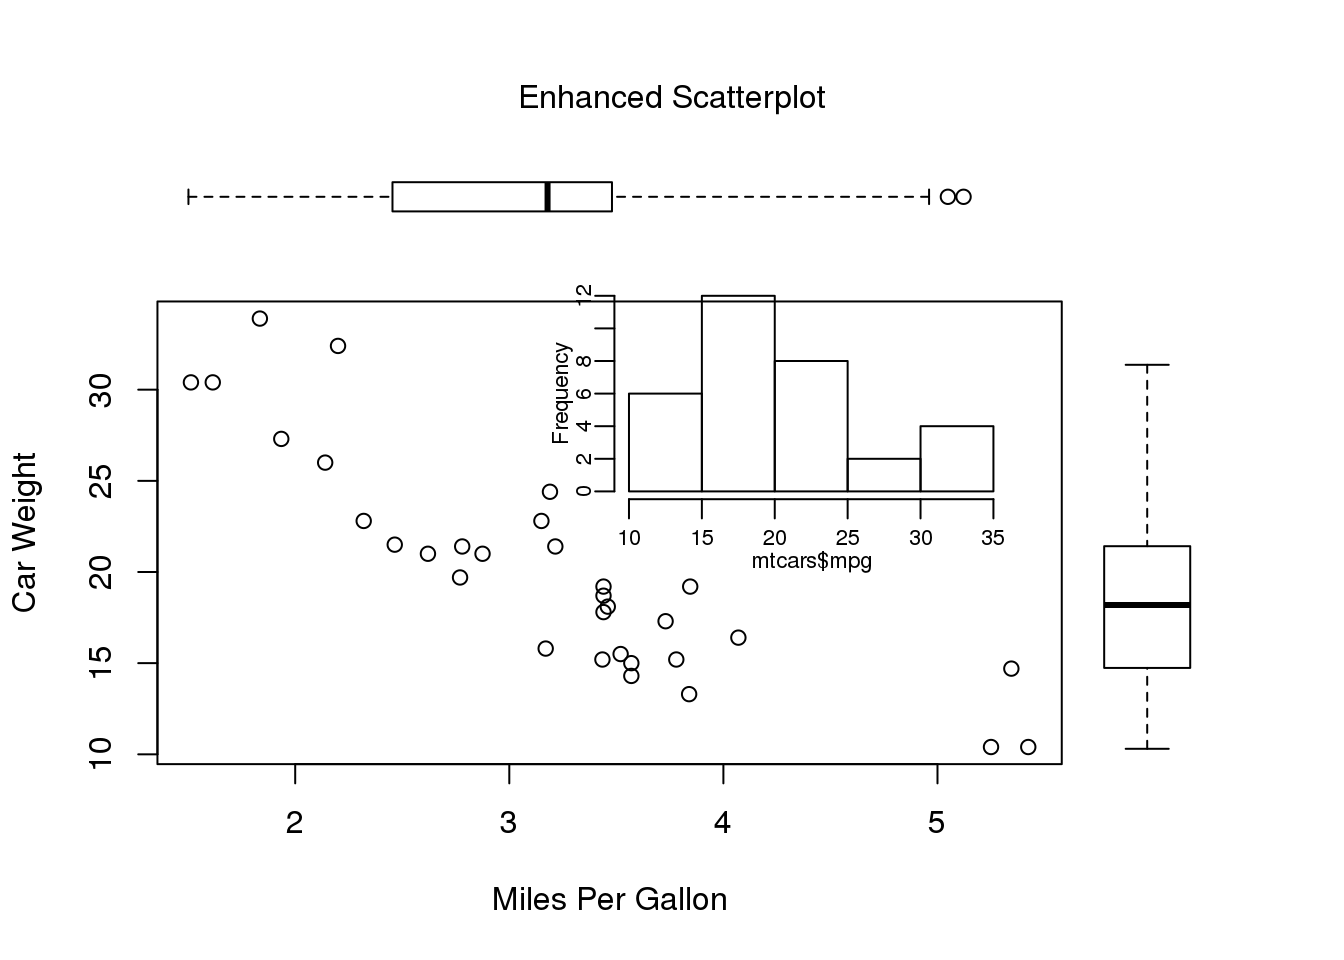 Enhanced Scatterplot
Frequency
0 2 4 6 8 12
10 15 20 25 30 35
mtcars$mpg
Car Weight
10 15 20 25 30
2 3 4 5
Miles Per Gallon